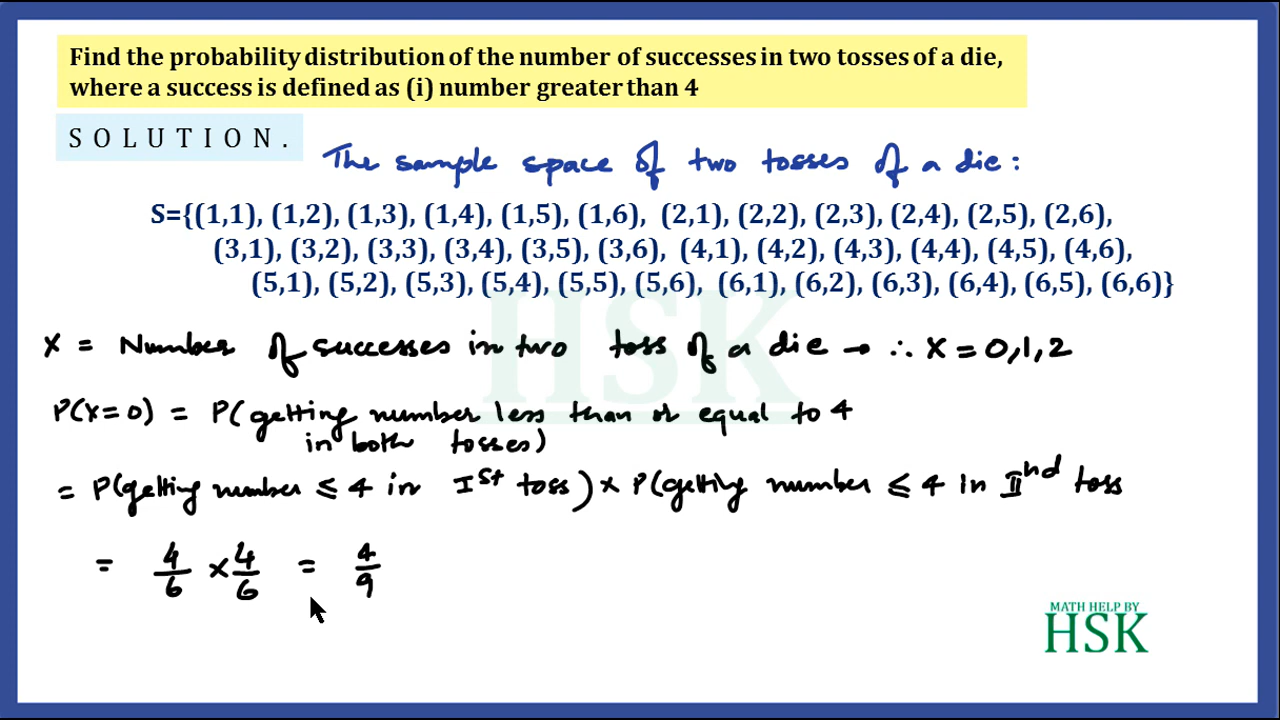 Find the probability distribution of the number of successes in two tosses of a die,
where a success is defined as (i) number greater than 4
SOLUTION.
The sample space of two tosses of a die:
S={(1,1), (1,2), (1,3), (1,4), (1,5), (1,6), (2,1), (2,2), (2,3), (2,4), (2,5), (2,6),
(3,1), (3,2), (3,3), (3,4), (3,5), (3,6), (4,1), (4,2), (4,3), (4,4), (4,5), (4,6),
(5,1), (5,2), (5,3), (5,4), (5,5), (5,6), (6,1), (6,2), (6,3), (6,4), (6,5), (6,6)}
HSK
X = Number of successes in two toss of a die → ∴ X = 0,1,2
P(X=0) = P(getting number less than or equal to 4
in both tosses)
= P(getting number ≤ 4 in Ist toss) × P(getting number ≤ 4 in IInd toss
= 4/6 × 4/6 = 4/9
MATH HELP BY
HSK